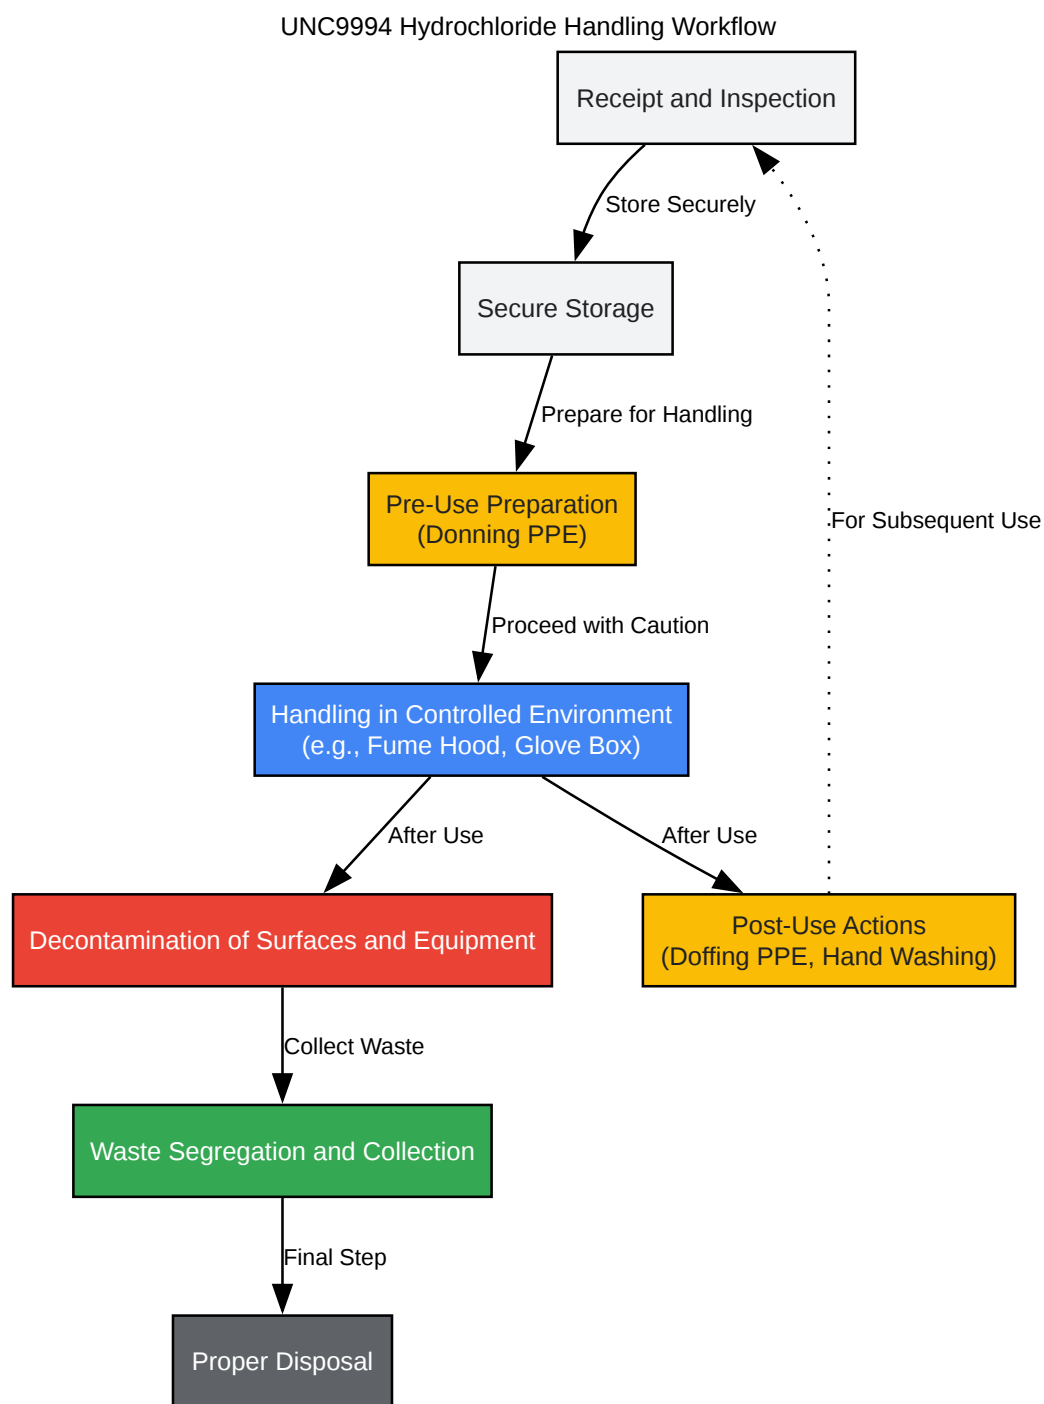 UNC9994 Hydrochloride Handling Workflow
Receipt and Inspection
Store Securely
Secure Storage
Prepare for Handling
Pre-Use Preparation
(Donning PPE)
For Subsequent Use
Proceed with Caution
Handling in Controlled Environment
(e.g., Fume Hood, Glove Box)
After Use
After Use
Decontamination of Surfaces and Equipment
Post-Use Actions
(Doffing PPE, Hand Washing)
Collect Waste
Waste Segregation and Collection
Final Step
Proper Disposal